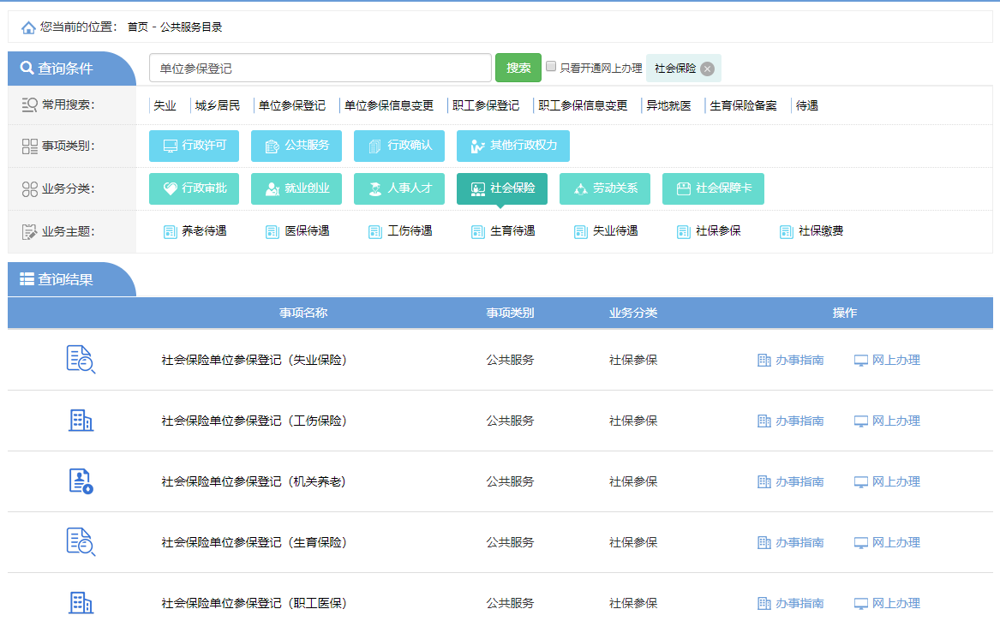 您当前的位置： 首页 - 公共服务目录
查询条件 单位参保登记 搜索 只看开通网上办理 社会保险
常用搜索： 失业 城乡居民 单位参保登记 单位参保信息变更 职工参保登记 职工参保信息变更 异地就医 生育保险备案 待遇
事项类别： 行政许可 公共服务 行政确认 其他行政权力
业务分类： 行政审批 就业创业 人事人才 社会保险 劳动关系 社会保障卡
业务主题： 养老待遇 医保待遇 工伤待遇 生育待遇 失业待遇 社保参保 社保缴费
查询结果
事项名称 事项类别 业务分类 操作
社会保险单位参保登记（失业保险） 公共服务 社保参保 办事指南 网上办理
社会保险单位参保登记（工伤保险） 公共服务 社保参保 办事指南 网上办理
社会保险单位参保登记（机关养老) 公共服务 社保参保 办事指南 网上办理
社会保险单位参保登记（生育保险） 公共服务 社保参保 办事指南 网上办理
社会保险单位参保登记（职工医保） 公共服务 社保参保 办事指南 网上办理